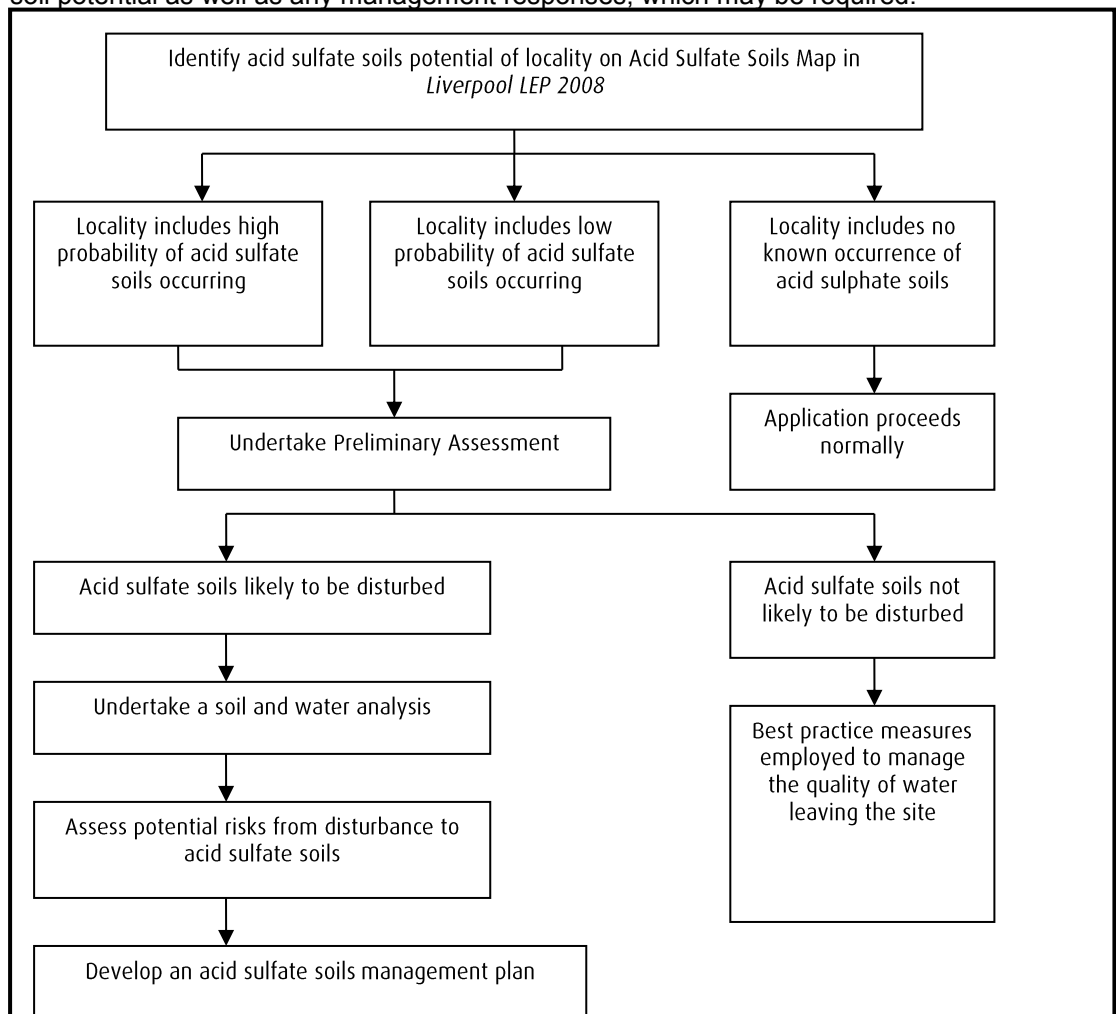 soil potential as well as any management responses, which may be required.
Identify acid sulfate soils potential of locality on Acid Sulfate Soils Map in
Liverpool LEP 2008
Locality includes high
probability of acid sulfate
soils occurring
Locality includes low
probability of acid sulfate
soils occurring
Locality includes no
known occurrence of
acid sulphate soils
Undertake Preliminary Assessment
Application proceeds
normally
Acid sulfate soils likely to be disturbed
Acid sulfate soils not
likely to be disturbed
Undertake a soil and water analysis
Best practice measures
employed to manage
the quality of water
leaving the site
Assess potential risks from disturbance to
acid sulfate soils
Develop an acid sulfate soils management plan